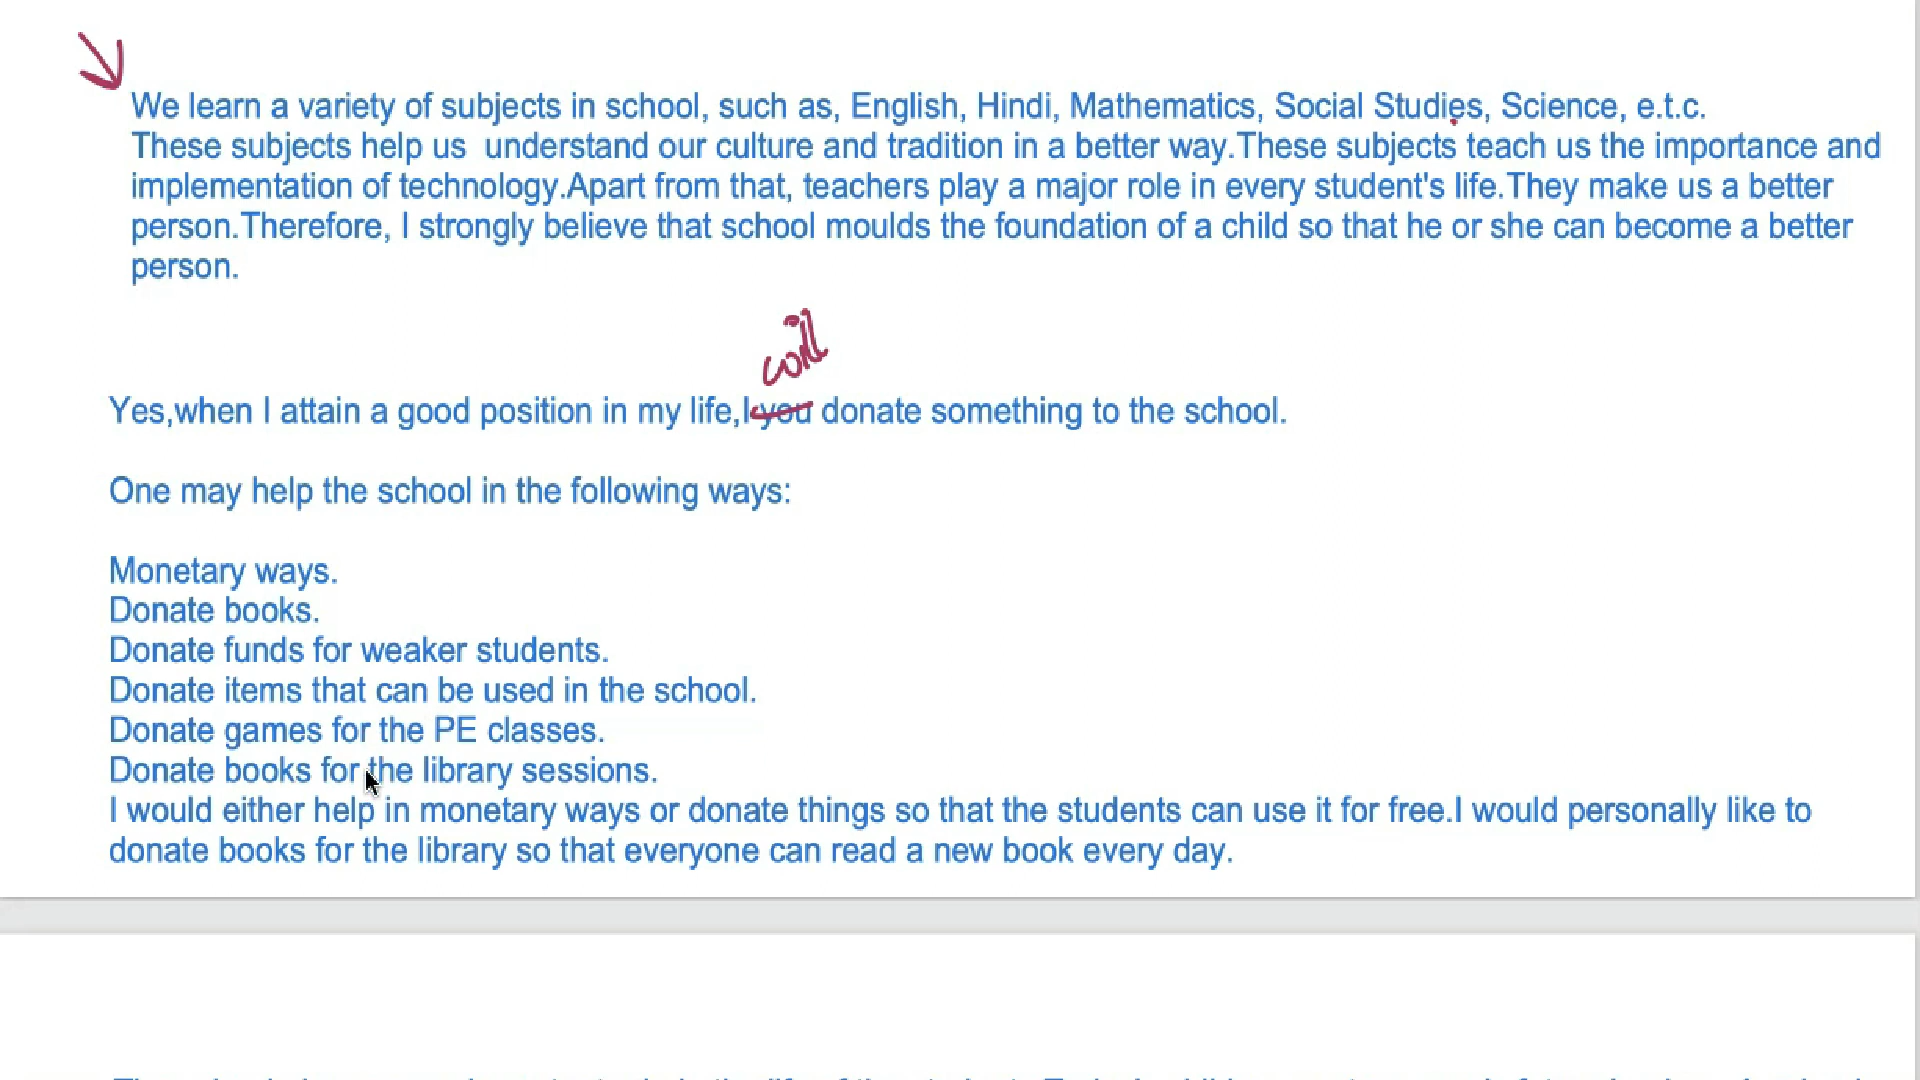 We learn a variety of subjects in school, such as, English, Hindi, Mathematics, Social Studies, Science, e.t.c.
These subjects help us  understand our culture and tradition in a better way.These subjects teach us the importance and
implementation of technology.Apart from that, teachers play a major role in every student's life.They make us a better
person.Therefore, I strongly believe that school moulds the foundation of a child so that he or she can become a better
person.
will
Yes,when I attain a good position in my life,I you donate something to the school.
One may help the school in the following ways:
Monetary ways.
Donate books.
Donate funds for weaker students.
Donate items that can be used in the school.
Donate games for the PE classes.
Donate books for the library sessions.
I would either help in monetary ways or donate things so that the students can use it for free.I would personally like to
donate books for the library so that everyone can read a new book every day.